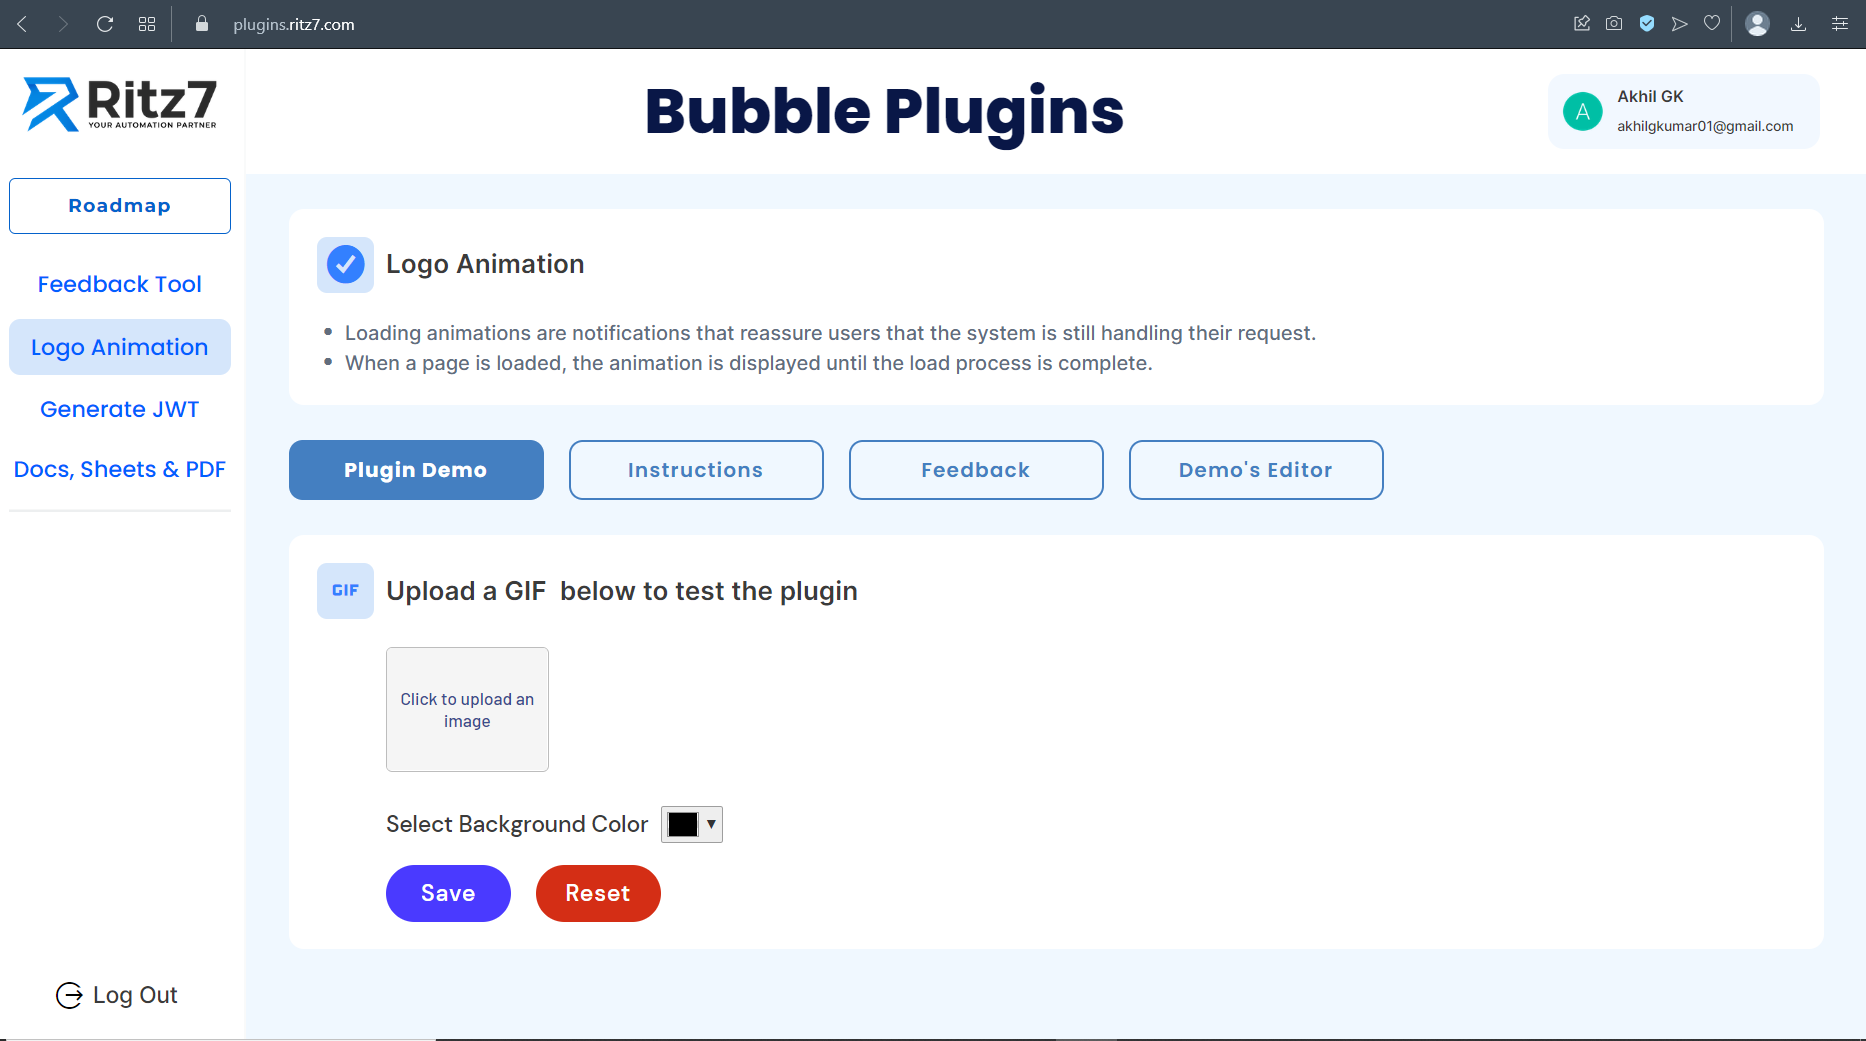 plugins.ritz7.com
Ritz7
YOUR AUTOMATION PARTNER
Bubble Plugins
A
Akhil GK
akhilgkumar01@gmail.com
Roadmap
Feedback Tool
Logo Animation
Generate JWT
Docs, Sheets & PDF
Log Out
Logo Animation
• Loading animations are notifications that reassure users that the system is still handling their request.
• When a page is loaded, the animation is displayed until the load process is complete.
Plugin Demo
Instructions
Feedback
Demo's Editor
GIF
Upload a GIF  below to test the plugin
Click to upload an
image
Select Background Color
Save
Reset